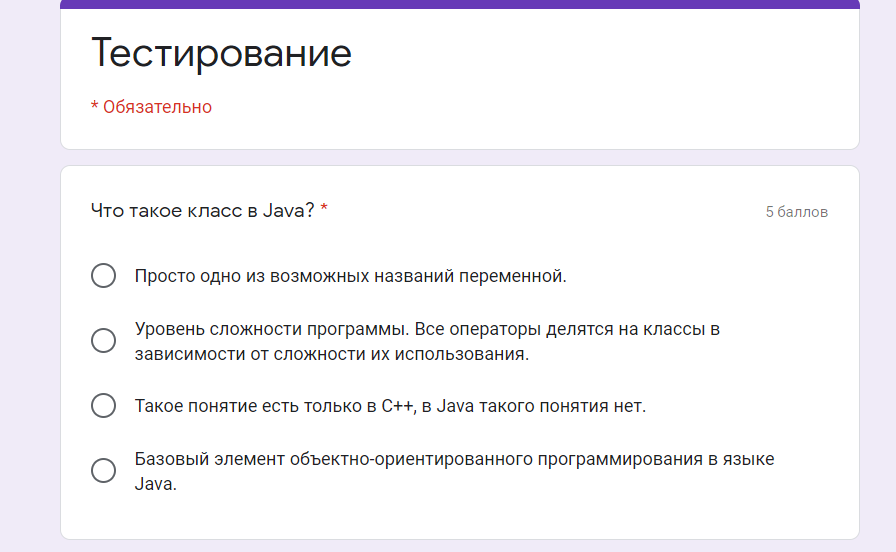 Тестирование
* Обязательно
Что такое класс в Java? *
5 баллов
Просто одно из возможных названий переменной.
Уровень сложности программы. Все операторы делятся на классы в
зависимости от сложности их использования.
Такое понятие есть только в C++, в Java такого понятия нет.
Базовый элемент объектно-ориентированного программирования в языке
Java.